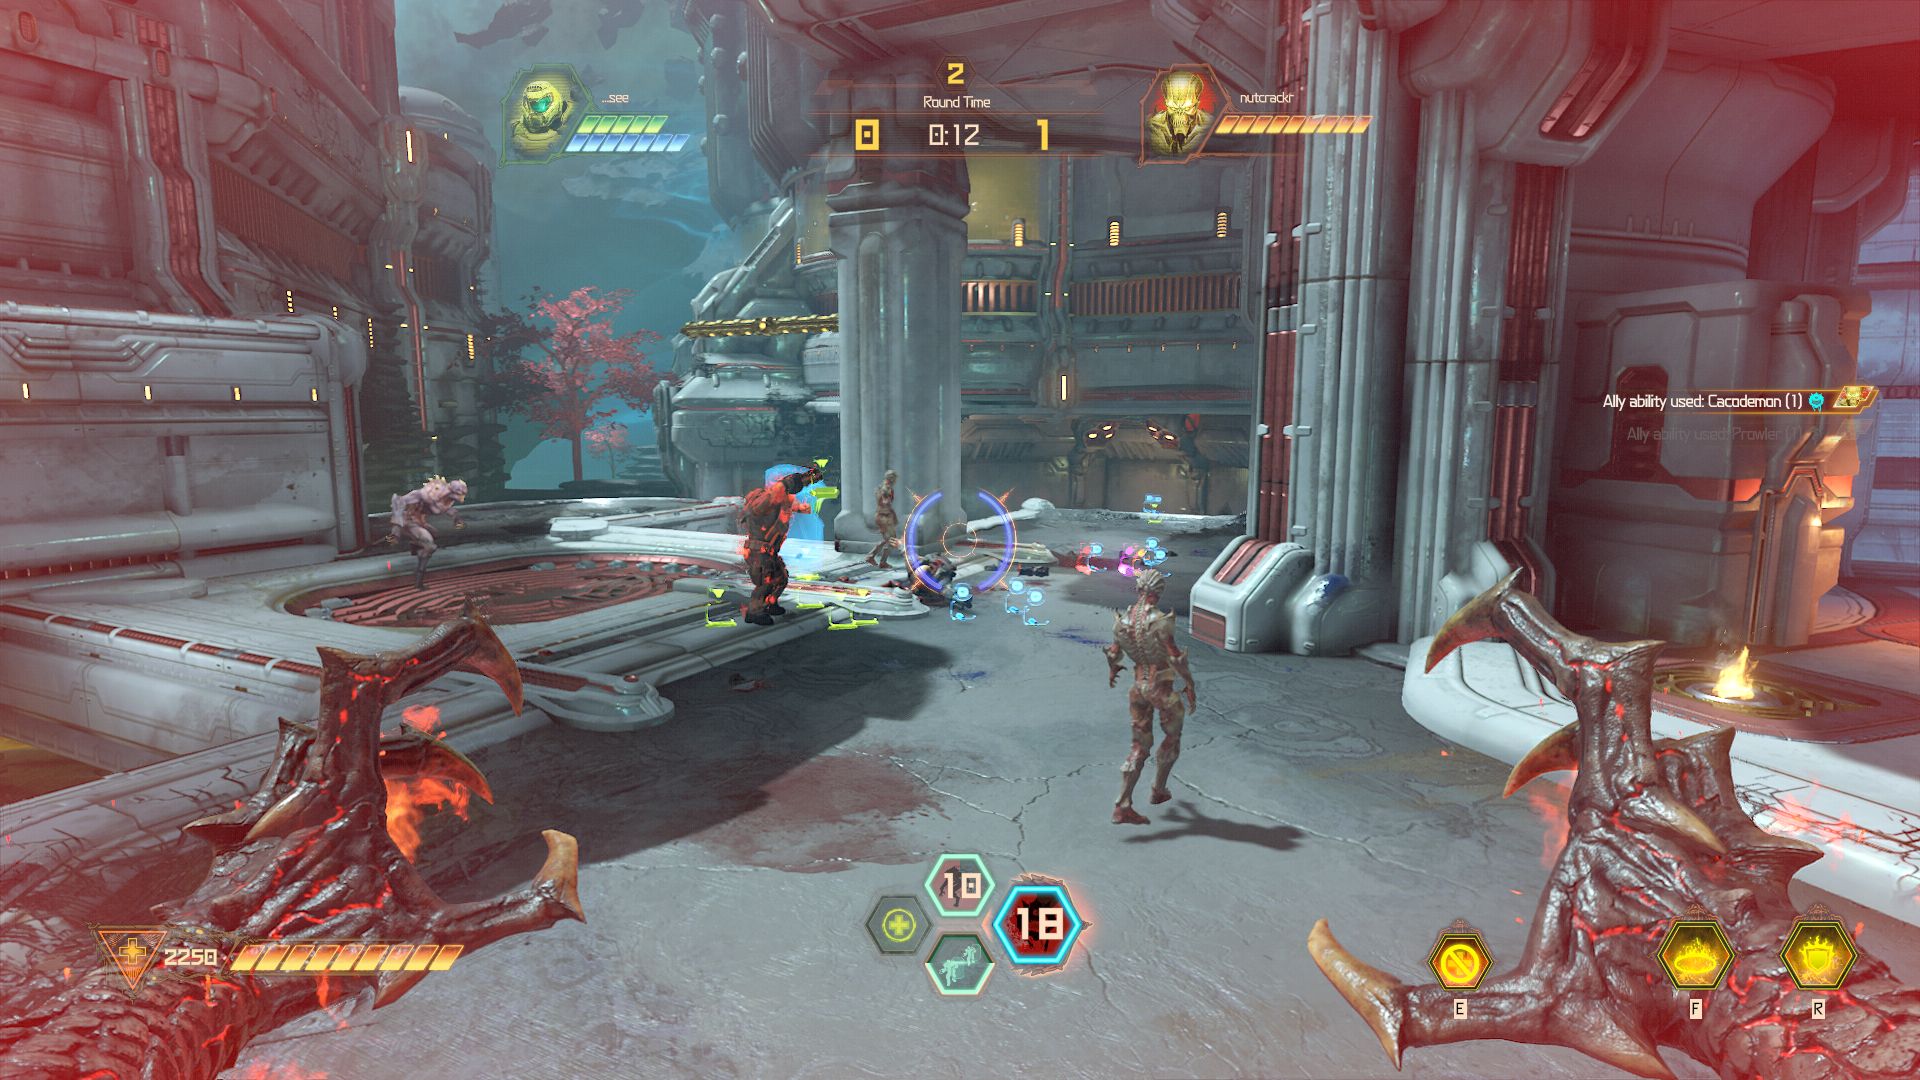 ...see
2
Round Time
nutcrackr
0
0:12
1
Ally ability used: Cacodemon (1)
Ally ability used: Prowler (1)
10
18
2250
E
F
R